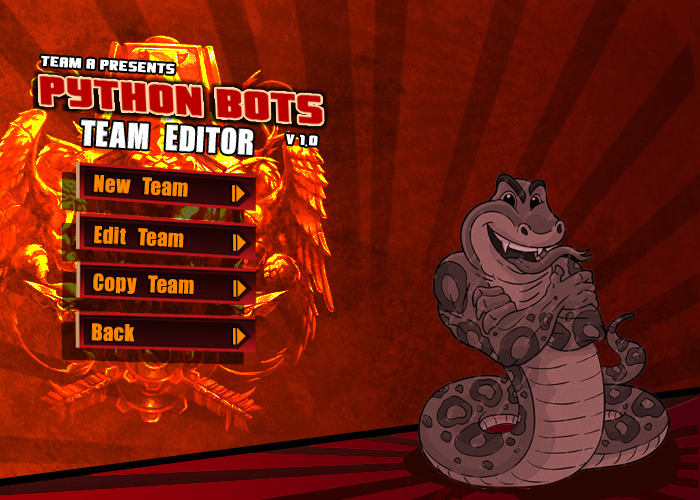 TEAM A PRESENTS
PYTHON BOTS
TEAM EDITOR
V 1.0
New Team
Edit Team
Copy Team
Back